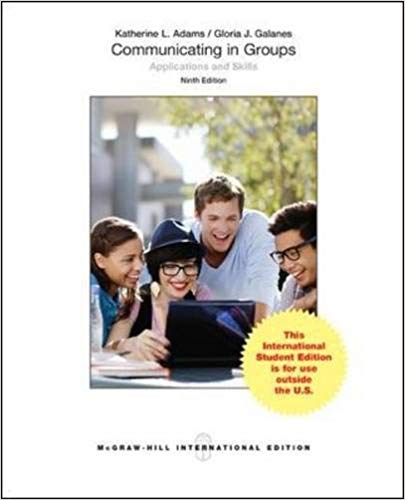 Katherine L. Adams / Gloria J. Galanes
Communicating in Groups
Applications and Skills
Ninth Edition
This
International
Student Edition
is for use
outside
the U.S.
McGRAW-HILL INTERNATIONAL EDITION